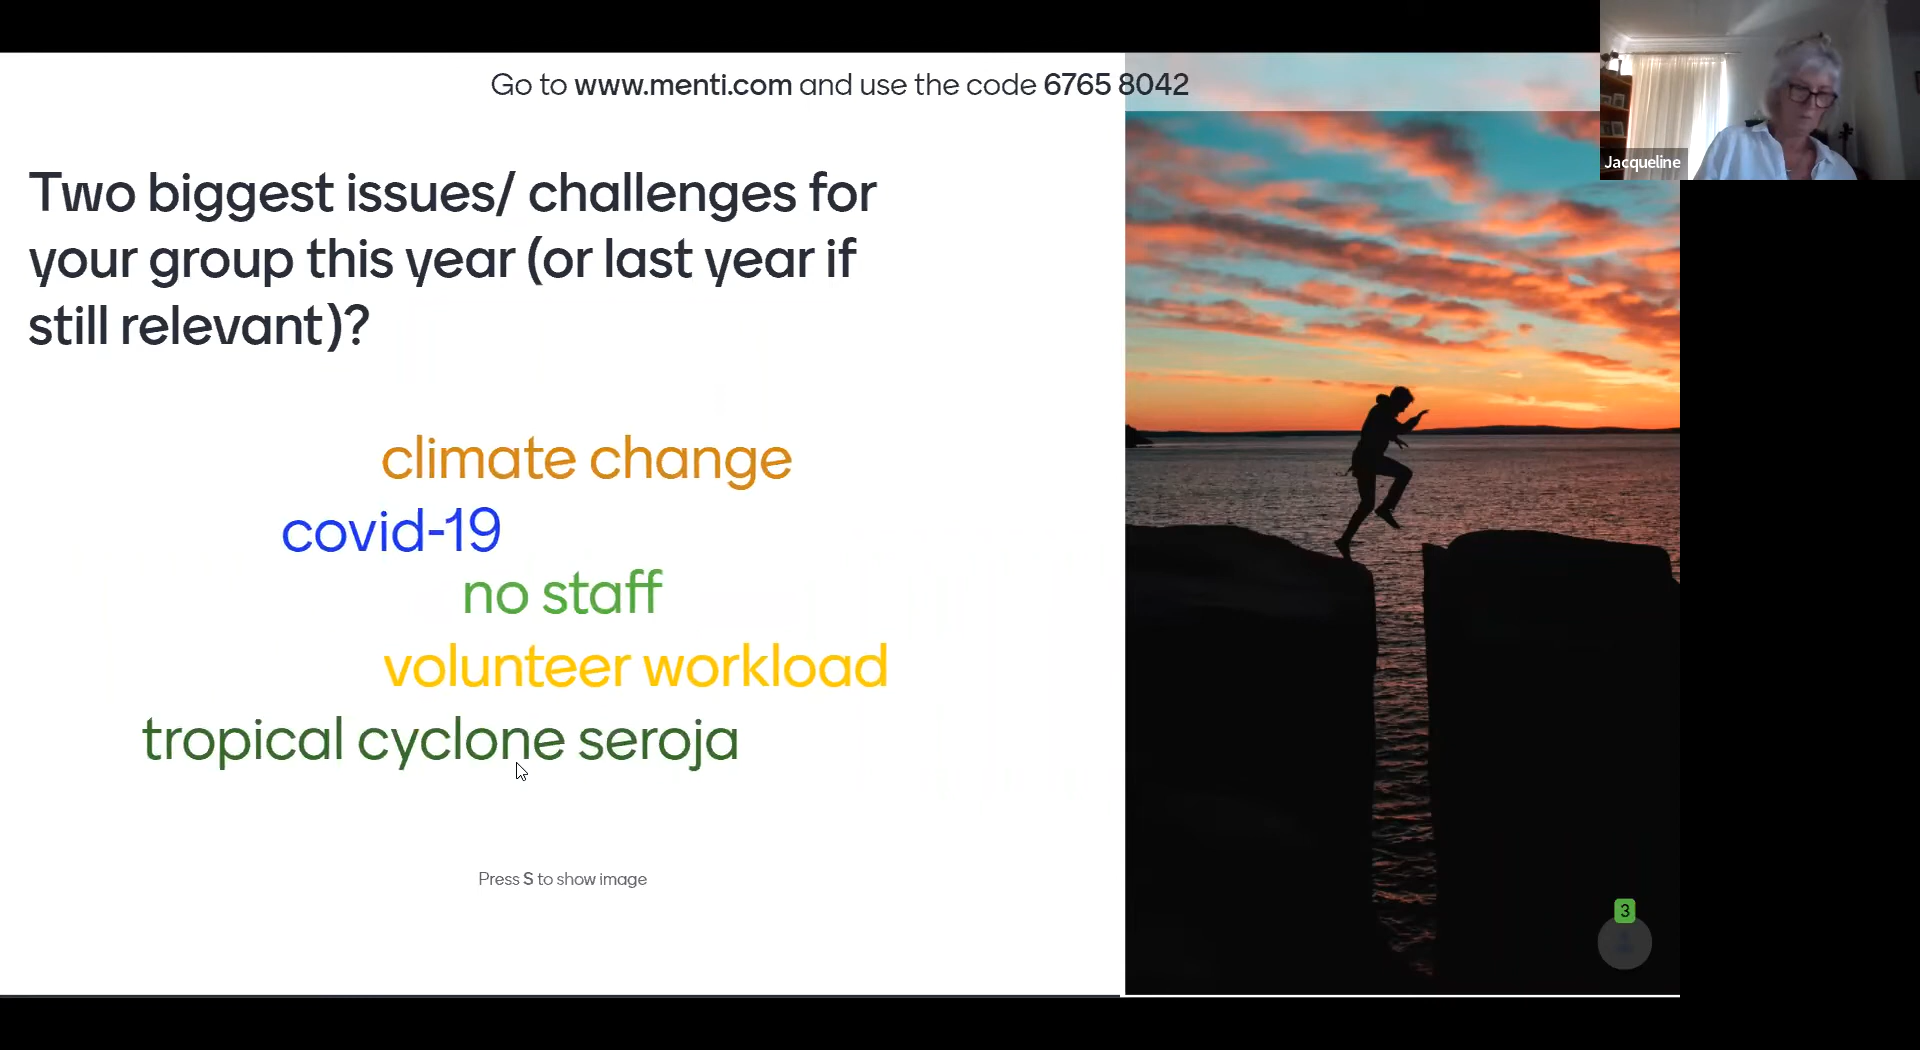 Go to www.menti.com and use the code 6765 8042
Jacqueline
Two biggest issues/ challenges for
your group this year (or last year if
still relevant)?
climate change
covid-19
no staff
volunteer workload
tropical cyclone seroja
Press S to show image
3